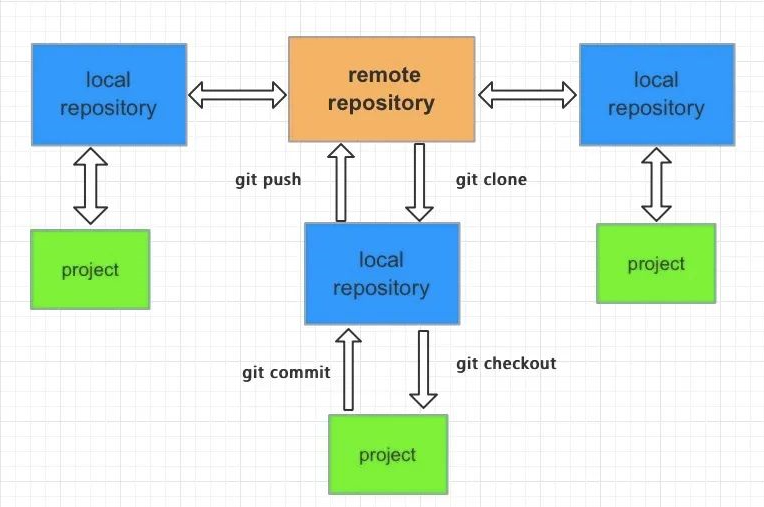 local
repository
remote
repository
local
repository
git push
git clone
project
local
repository
project
git commit
git checkout
project